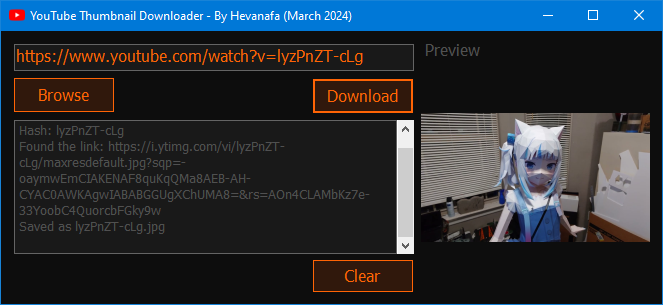 YouTube Thumbnail Downloader - By Hevanafa (March 2024)
https://www.youtube.com/watch?v=lyzPnZT-cLg
Preview
Browse
Download
Hash: lyzPnZT-cLg
Found the link: https://i.ytimg.com/vi/lyzPnZT-
cLg/maxresdefault.jpg?sqp=-
oaymwEmCIAKENAF8quKqQMa8AEB-AH-
CYAC0AWKAgwIABABGGUgXChUMA8=&rs=AOn4CLAMbKz7e-
33YoobC4QuorcbFGky9w
Saved as lyzPnZT-cLg.jpg
Clear